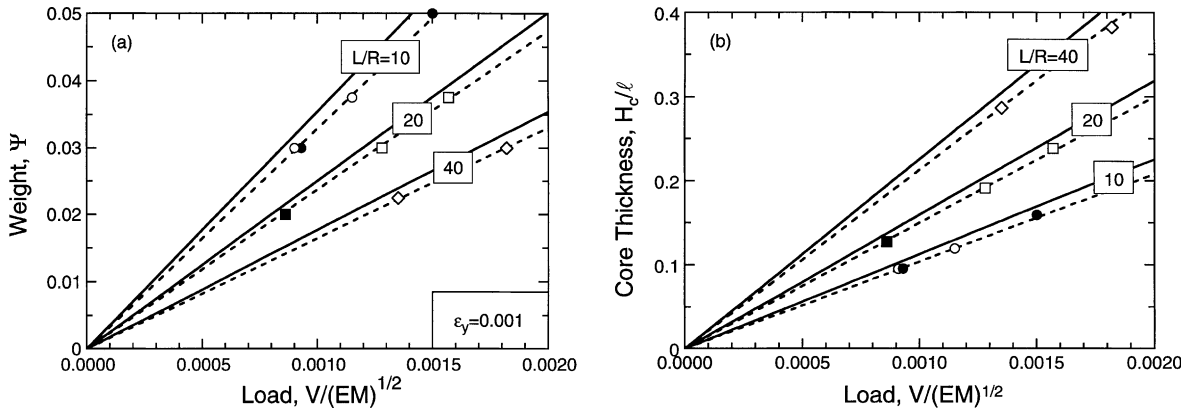 0.05
0.04
0.03
0.02
0.01
0
Weight, Ψ
(a)
L/R=10
20
40
εy=0.001
0.0000 0.0005 0.0010 0.0015 0.0020
Load, V/(EM)^1/2
0.4
0.3
0.2
0.1
0
Core Thickness, Hc/ℓ
(b)
L/R=40
20
10
0.0000 0.0005 0.0010 0.0015 0.0020
Load, V/(EM)^1/2